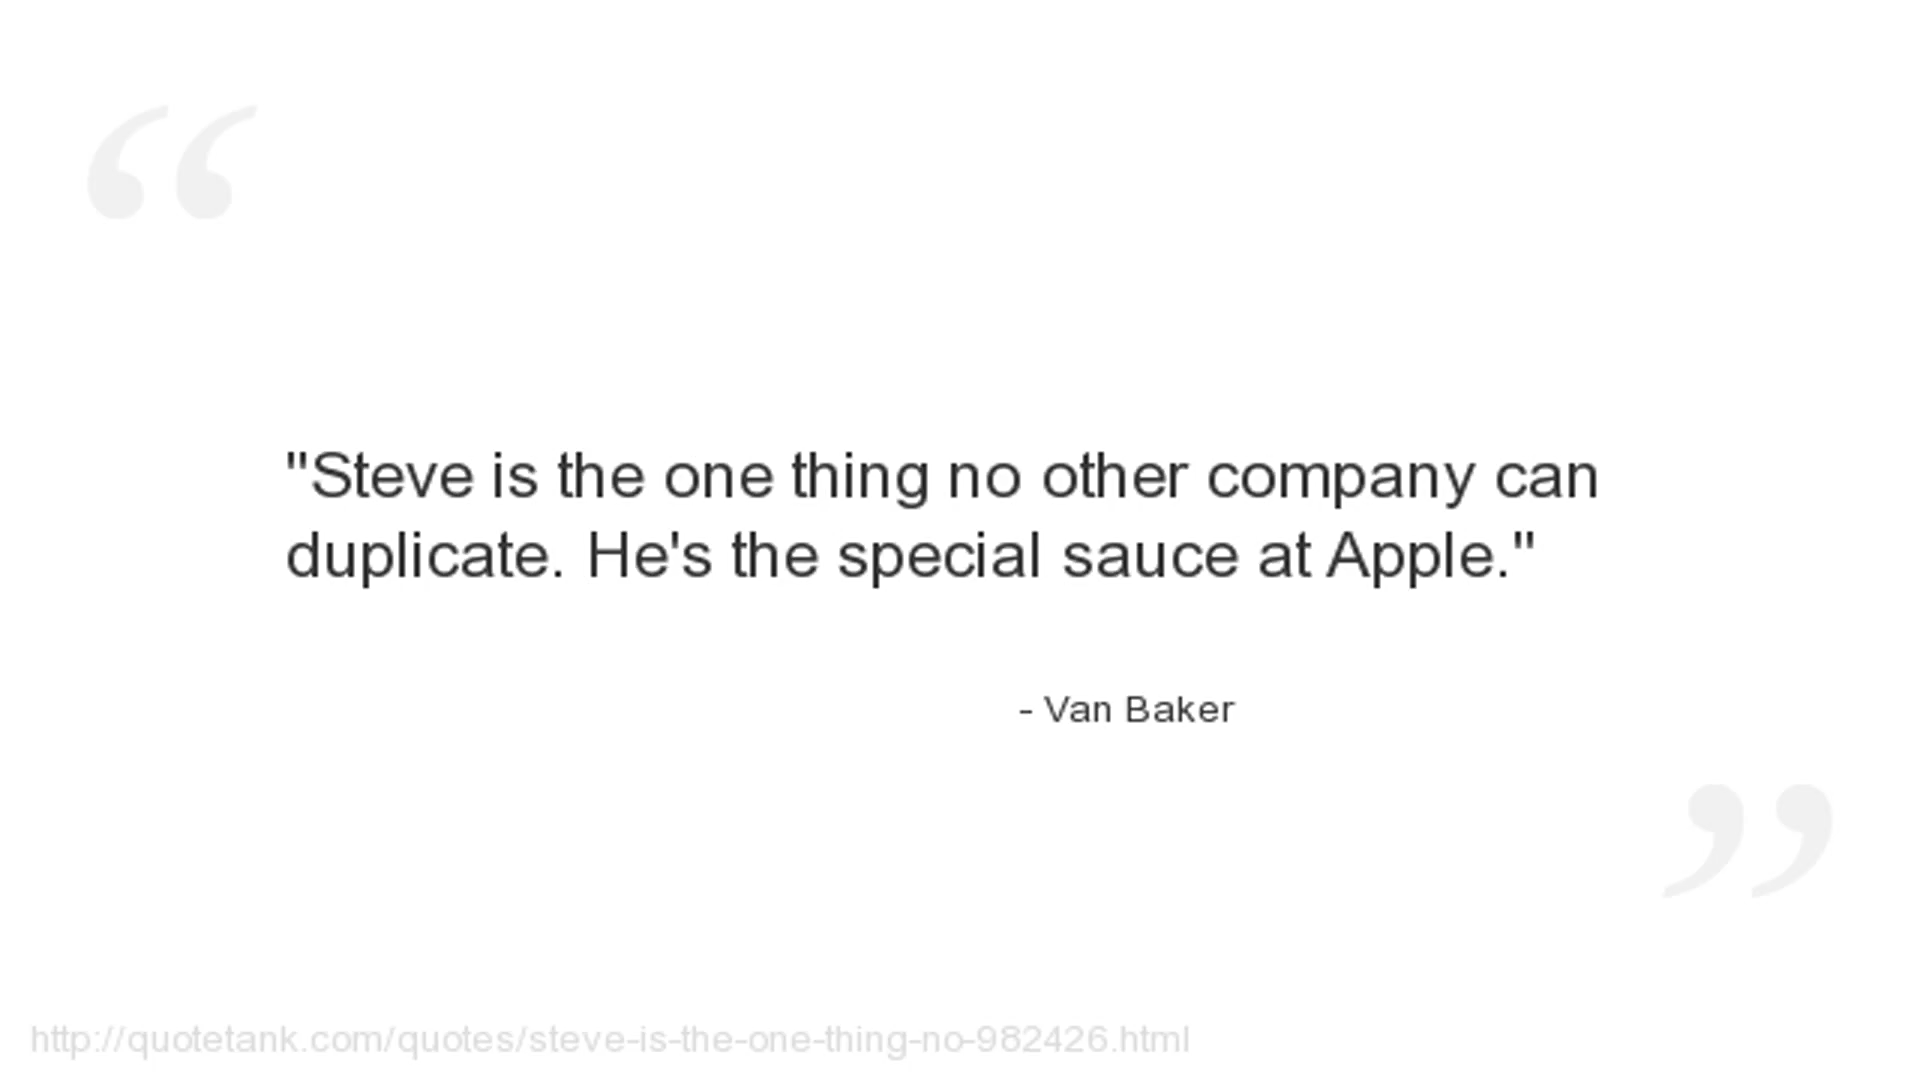 "Steve is the one thing no other company can
duplicate. He's the special sauce at Apple."
- Van Baker
http://quotetank.com/quotes/steve-is-the-one-thing-no-982426.html